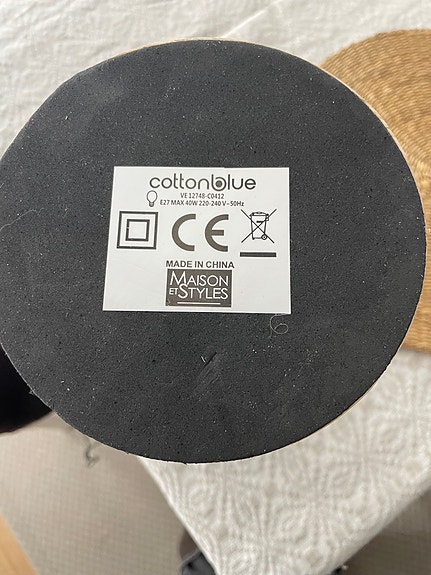 cottonblue
VE 12748-C0412
E27 MAX 40W 220-240 V~50Hz
CE
MADE IN CHINA
MAISON
ET STYLES